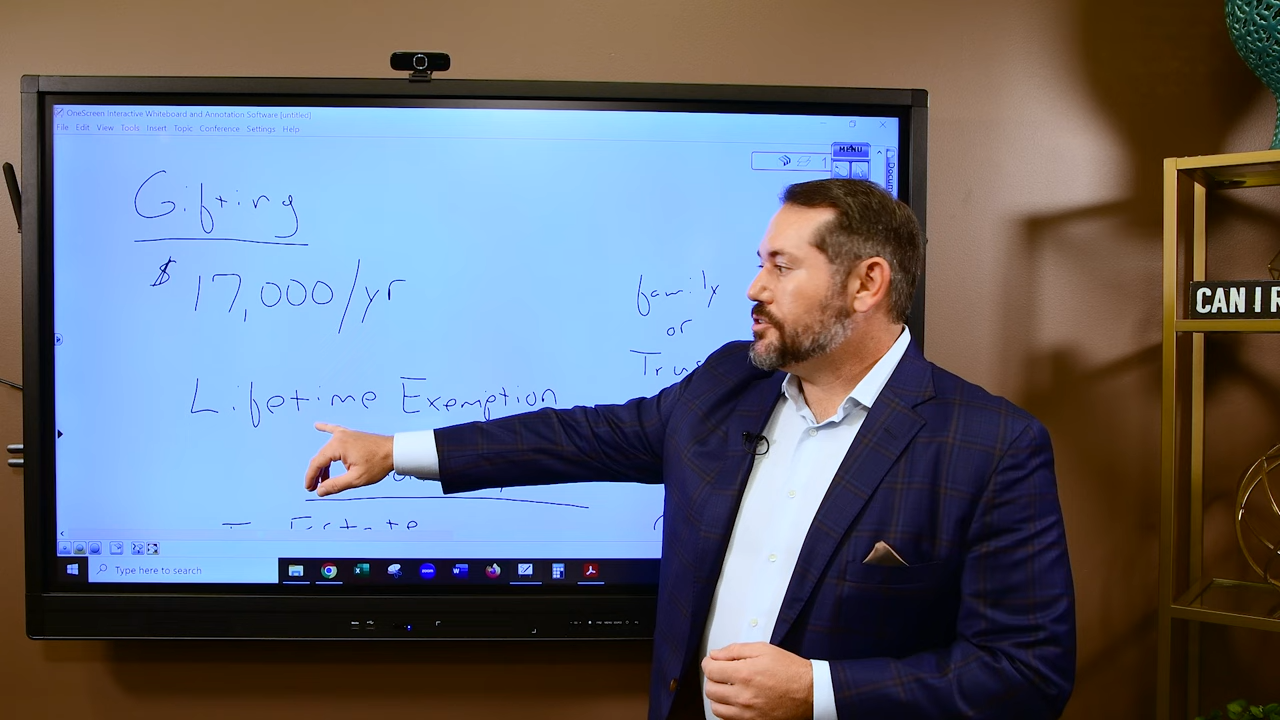 OneScreen Interactive Whiteboard and Annotation Software [untitled]
File Edit View Tools Insert Topic Conference Settings Help
MENU
1
Gifting
$17,000/yr
family
or
Lifetime Exemption
Type here to search
CAN I